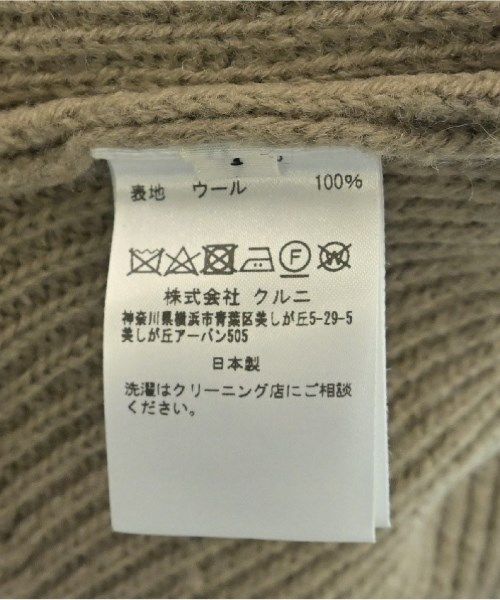 表地 ウール 100%
F W
株式会社 クルニ
神奈川県横浜市青葉区美しが丘5-29-5
美しが丘アーバン505
日本製
洗濯はクリーニング店にご相談
ください。